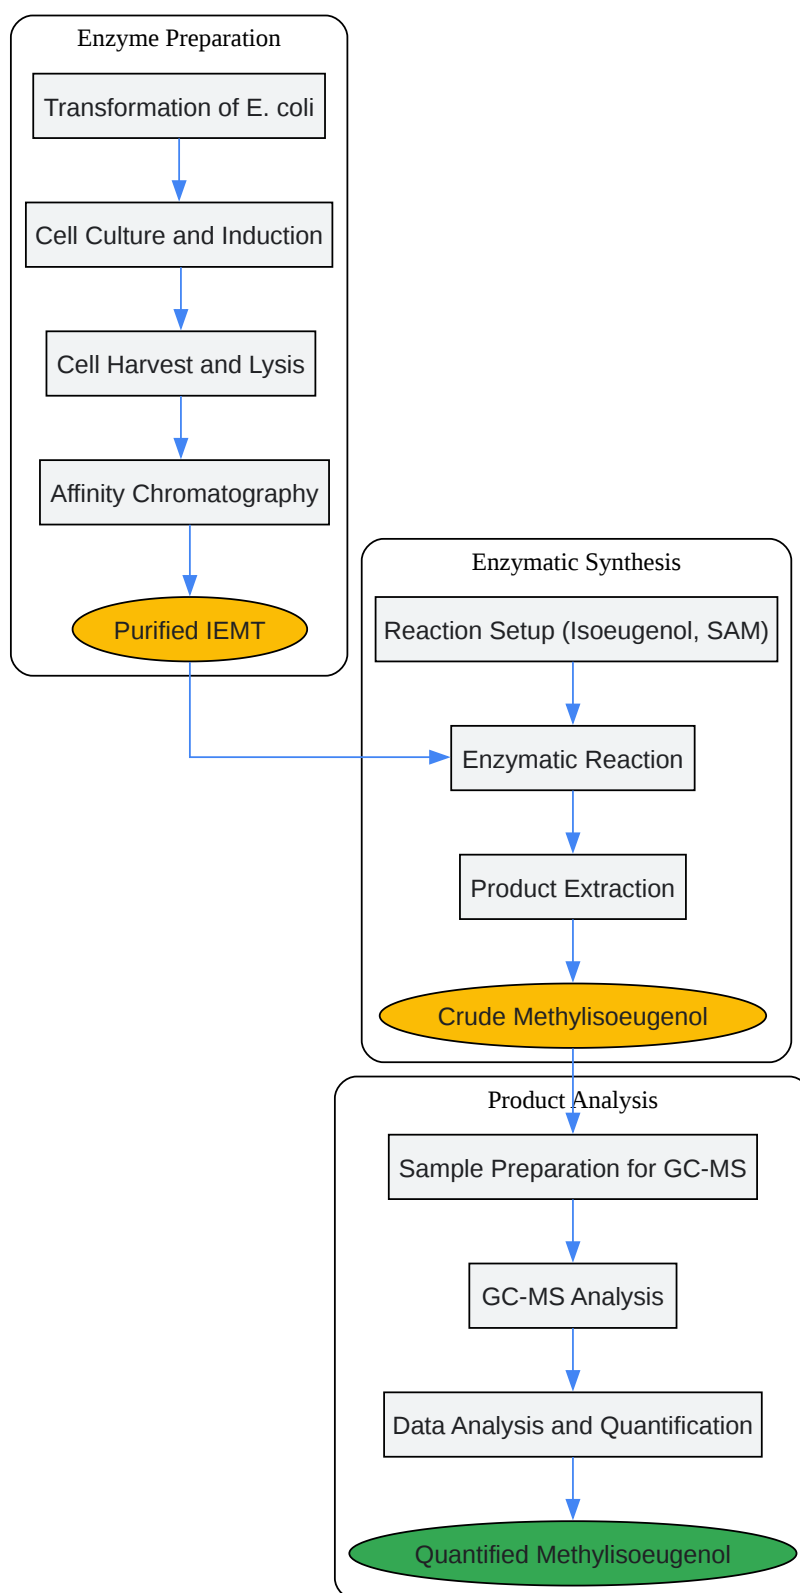 Enzyme Preparation
Transformation of E. coli
Cell Culture and Induction
Cell Harvest and Lysis
Affinity Chromatography
Purified IEMT
Enzymatic Synthesis
Reaction Setup (Isoeugenol, SAM)
Enzymatic Reaction
Product Extraction
Crude Methylisoeugenol
Product Analysis
Sample Preparation for GC-MS
GC-MS Analysis
Data Analysis and Quantification
Quantified Methylisoeugenol